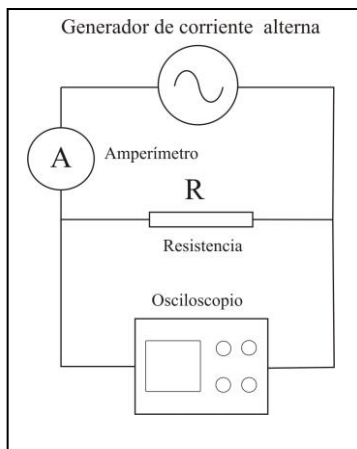 Generador de corriente alterna
A
Amperímetro
R
Resistencia
Osciloscopio